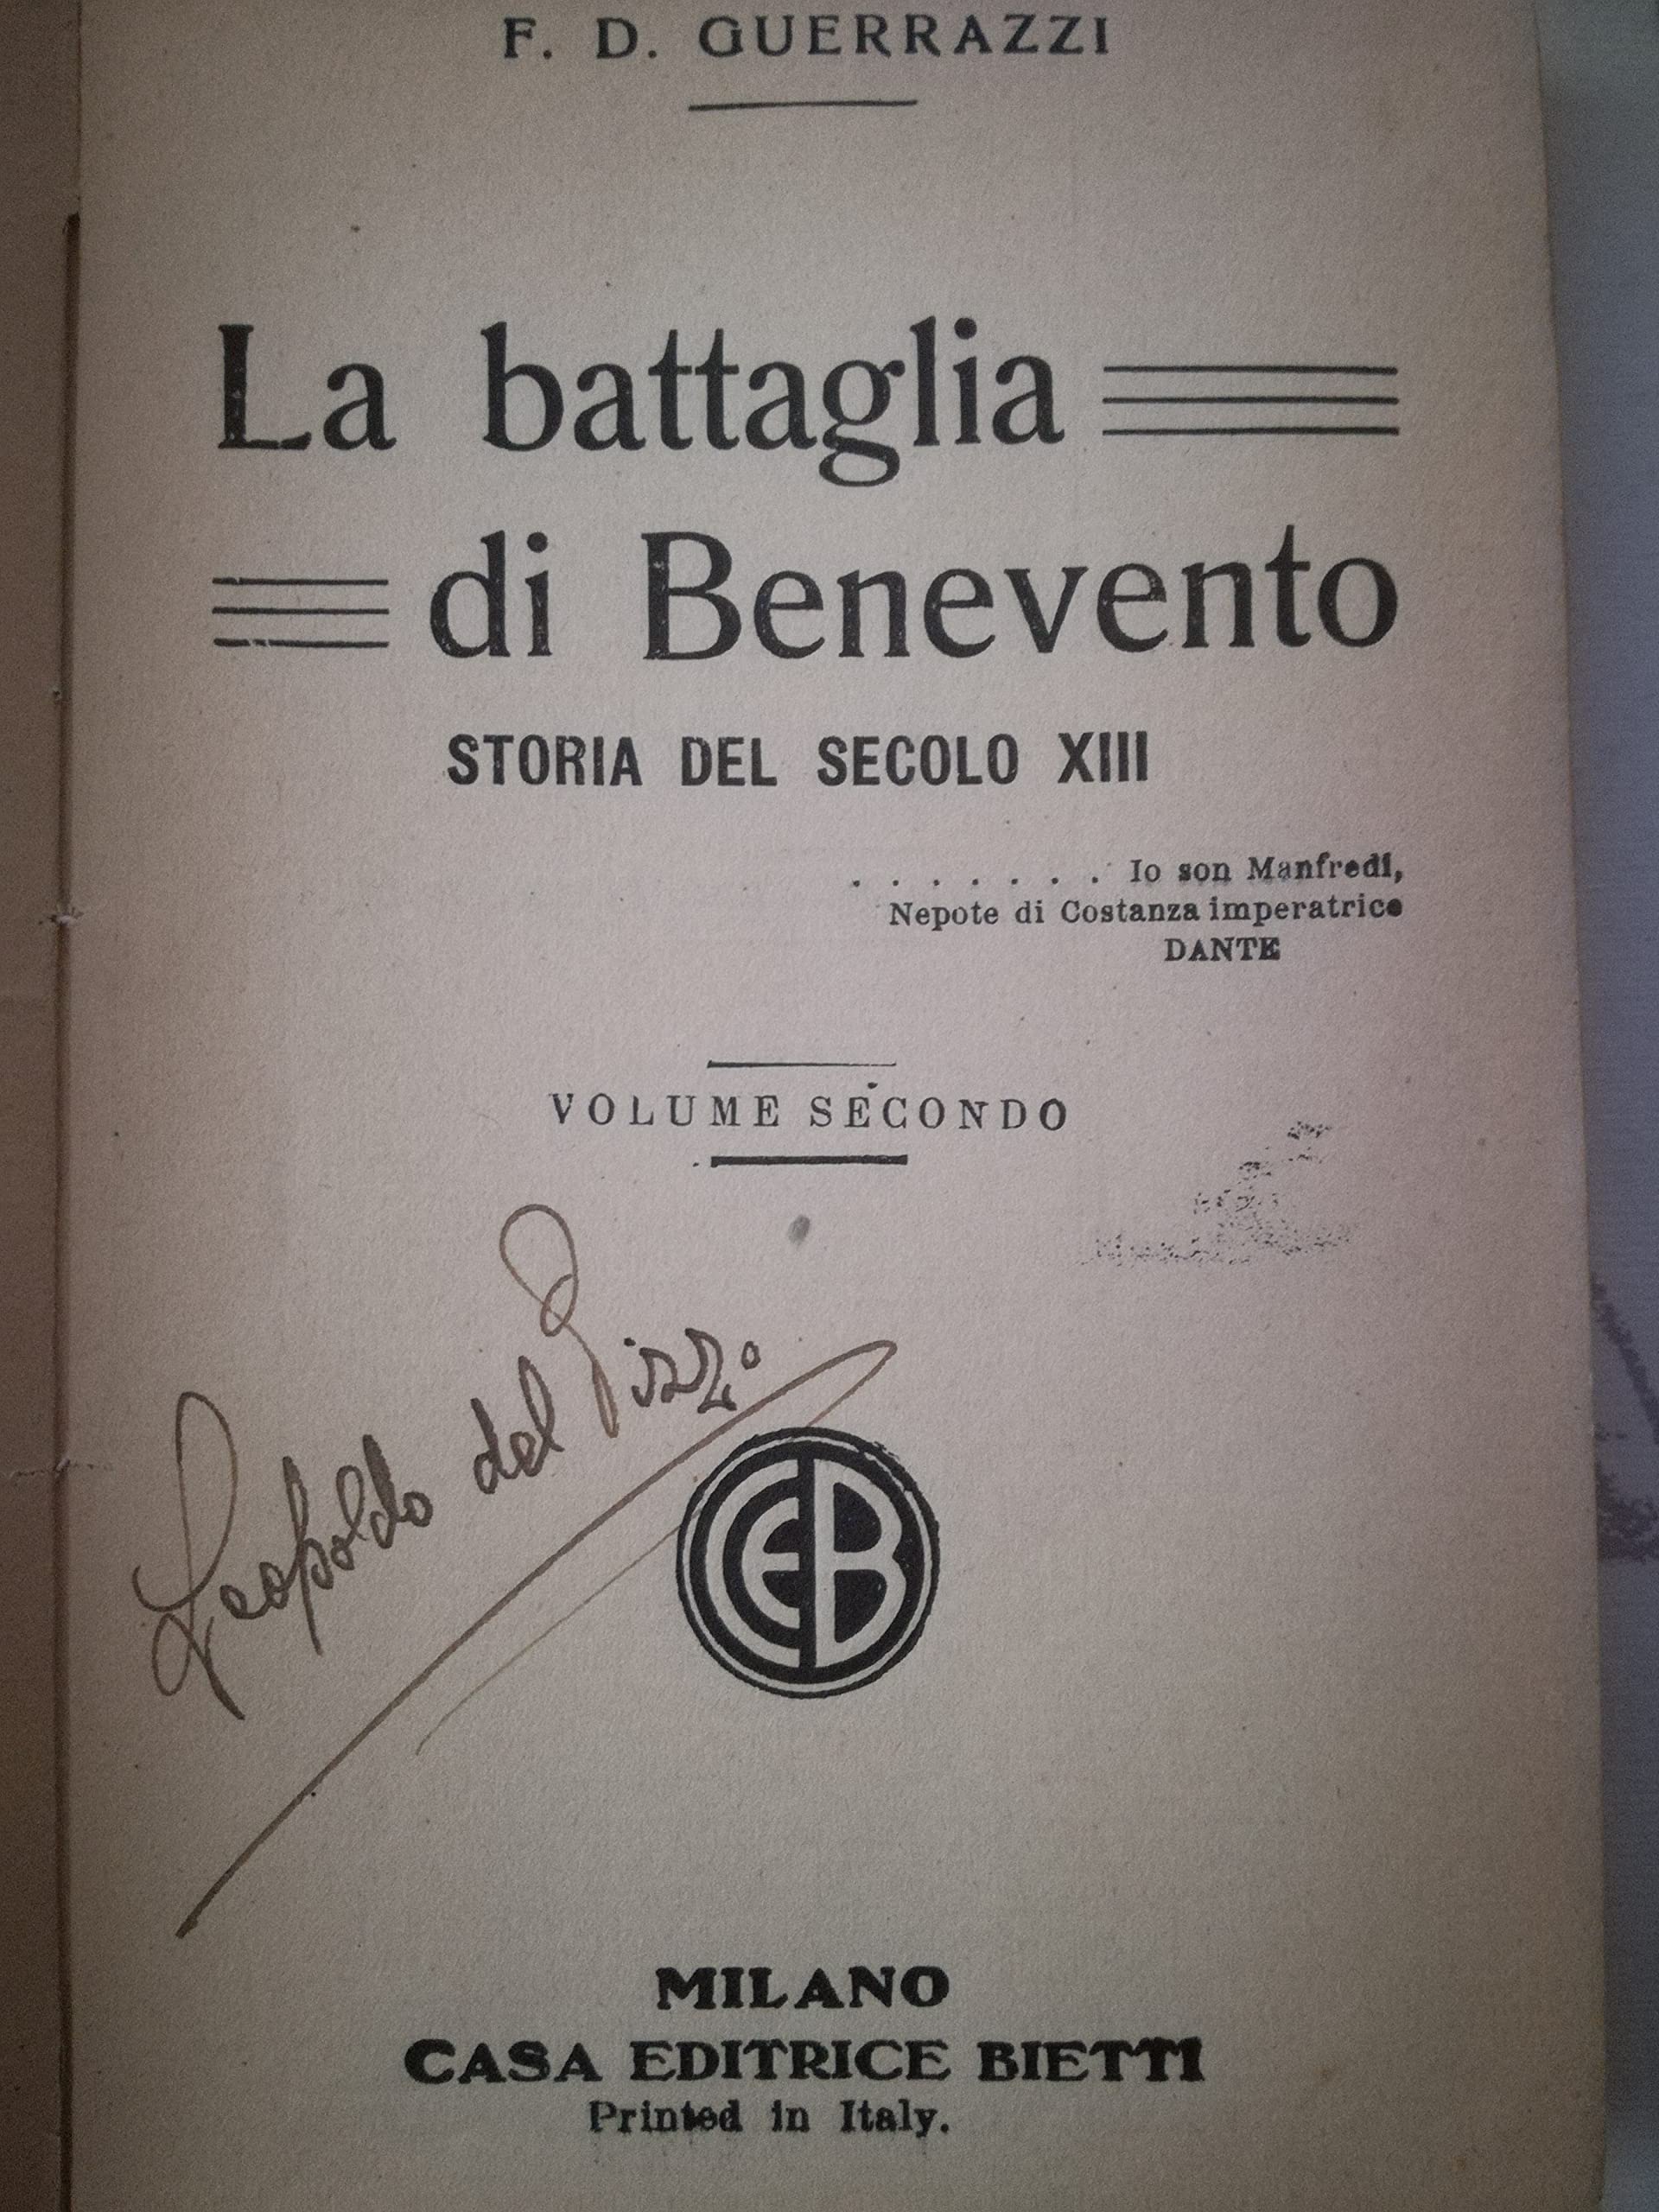 F. D. GUERRAZZI
La battaglia
di Benevento
STORIA DEL SECOLO XIII
. . . . . . . Io son Manfredi,
Nepote di Costanza imperatrice
DANTE
VOLUME SECONDO
Leopoldo del Pizzo
CEB
MILANO
CASA EDITRICE BIETTI
Printed in Italy.